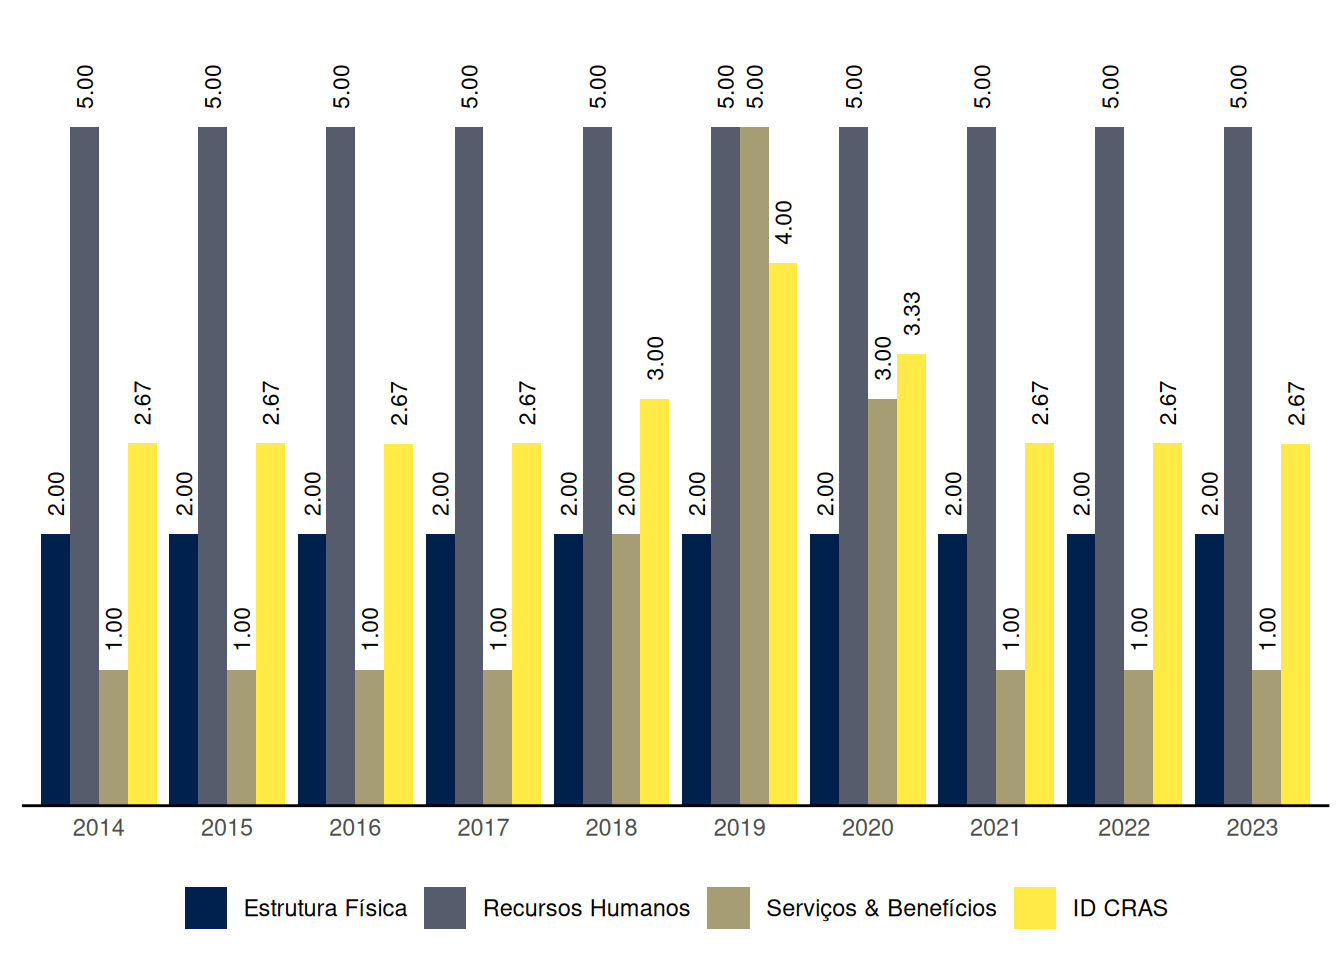 5.00 5.00 5.00 5.00 5.00 5.00 5.00 5.00 5.00 5.00 5.00
4.00
3.33
3.00 3.00
2.67 2.67 2.67 2.67 2.67 2.67 2.67
2.00 2.00 2.00 2.00 2.00 2.00 2.00 2.00 2.00 2.00 2.00
1.00 1.00 1.00 1.00 1.00 1.00 1.00
2014 2015 2016 2017 2018 2019 2020 2021 2022 2023
Estrutura Física Recursos Humanos Serviços & Benefícios ID CRAS